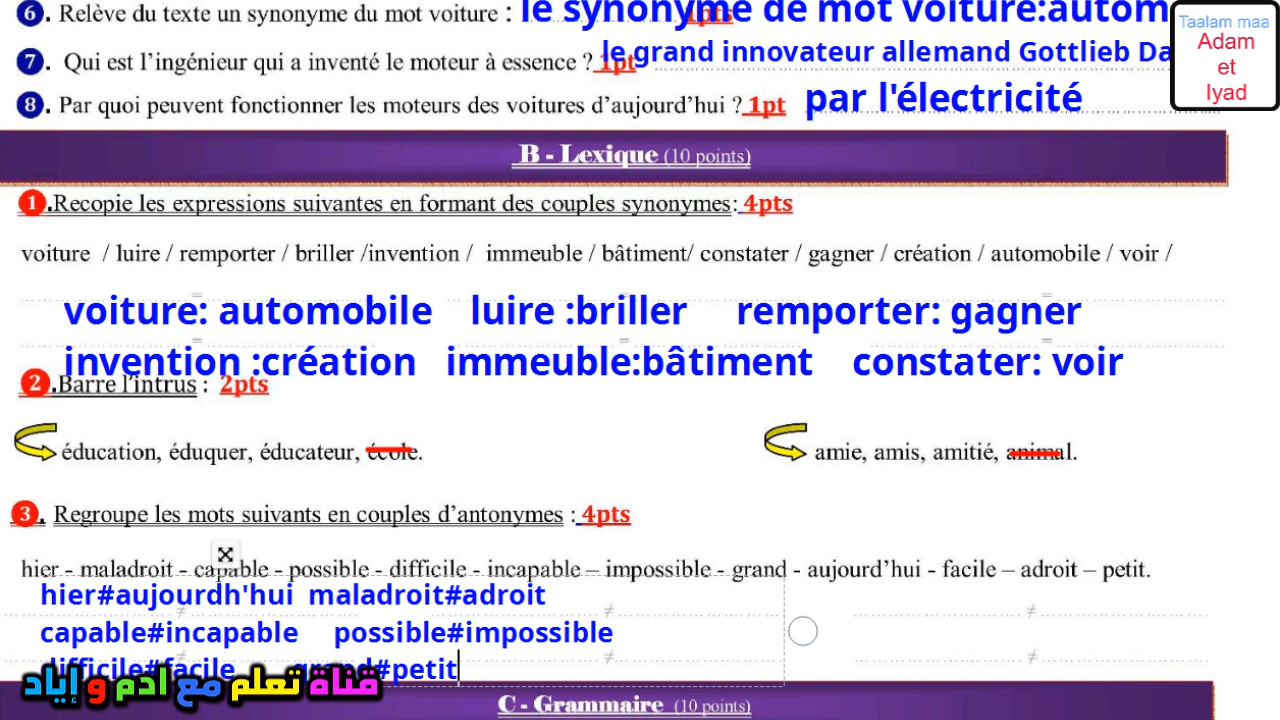 6. Relève du texte un synonyme du mot voiture : 1pts le synonyme de mot voiture:autom
Taalam maa
Adam
et
Iyad
7. Qui est l’ingénieur qui a inventé le moteur à essence ? 1pt le grand innovateur allemand Gottlieb Da
8. Par quoi peuvent fonctionner les moteurs des voitures d’aujourd’hui ? 1pt par l'électricité
B - Lexique (10 points)
1.Recopie les expressions suivantes en formant des couples synonymes: 4pts
voiture / luire / remporter / briller /invention / immeuble / bâtiment/ constater / gagner / création / automobile / voir /
= = =
voiture: automobile luire :briller remporter: gagner
= = =
invention :création immeuble:bâtiment constater: voir
2.Barre l'intrus : 2pts
éducation, éduquer, éducateur, école. amie, amis, amitié, animal.
3. Regroupe les mots suivants en couples d’antonymes : 4pts
hier - maladroit - capable - possible - difficile - incapable – impossible - grand - aujourd’hui - facile – adroit – petit.
hier#aujourdh'hui maladroit#adroit
≠ ≠ ≠
capable#incapable possible#impossible
≠ ≠ ≠
difficile#facile grand#petit
قناة تعلم مع ادم و إياد
C - Grammaire (10 points)